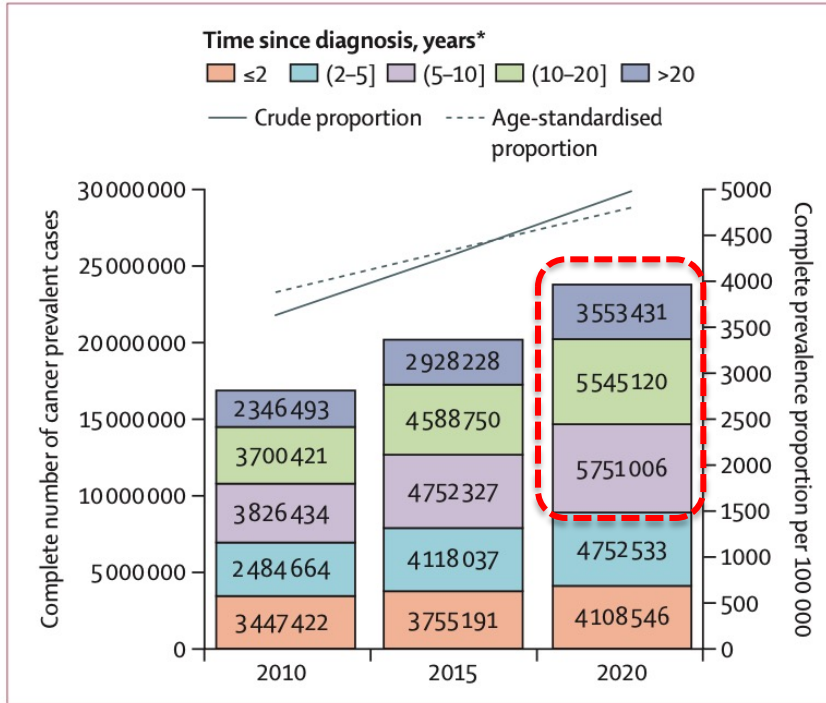 Time since diagnosis, years*
≤2 (2–5] (5–10] (10–20] >20
Crude proportion
Age-standardised
proportion
Complete number of cancer prevalent cases
30 000 000
25 000 000
20 000 000
15 000 000
10 000 000
5 000 000
0
2 346 493
3 700 421
3 826 434
2 484 664
3 447 422
2 928 228
4 588 750
4 752 327
4 118 037
3 755 191
3 553 431
5 545 120
5 751 006
4 752 533
4 108 546
5000
4500
4000
3500
3000
2500
2000
1500
1000
500
0
Complete prevalence proportion per 100 000
2010 2015 2020